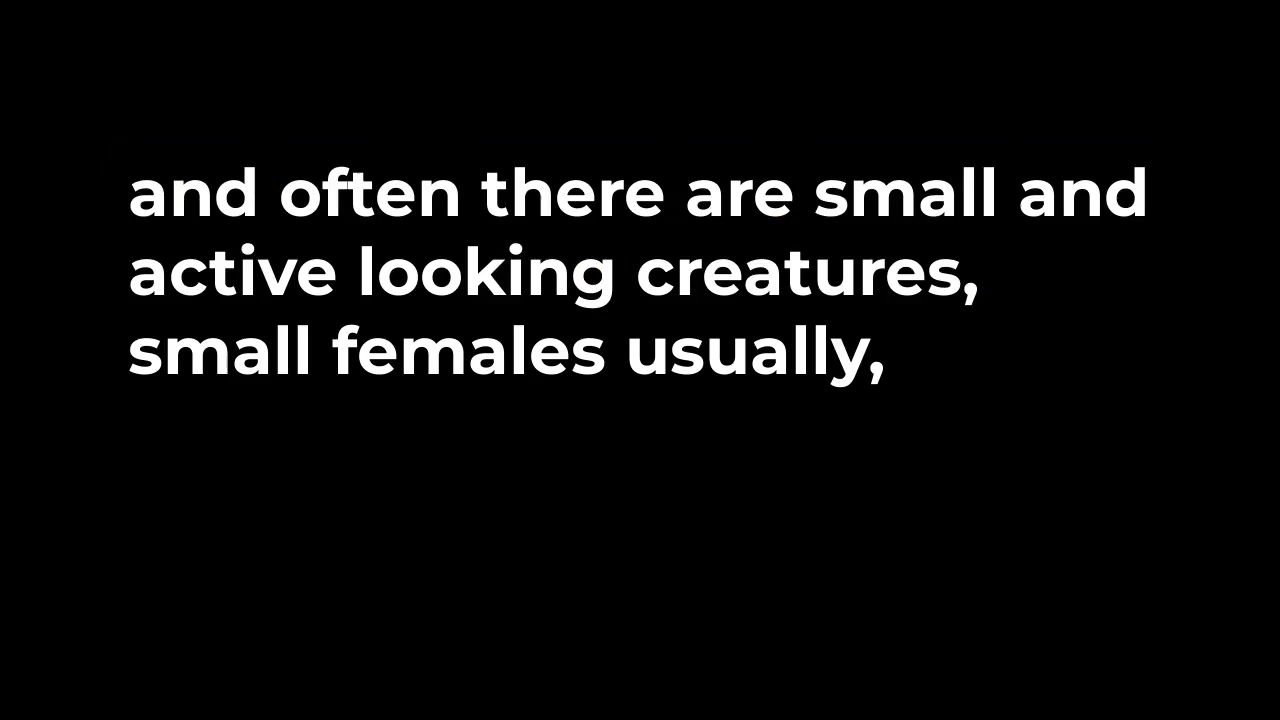 and often there are small and
active looking creatures,
small females usually,